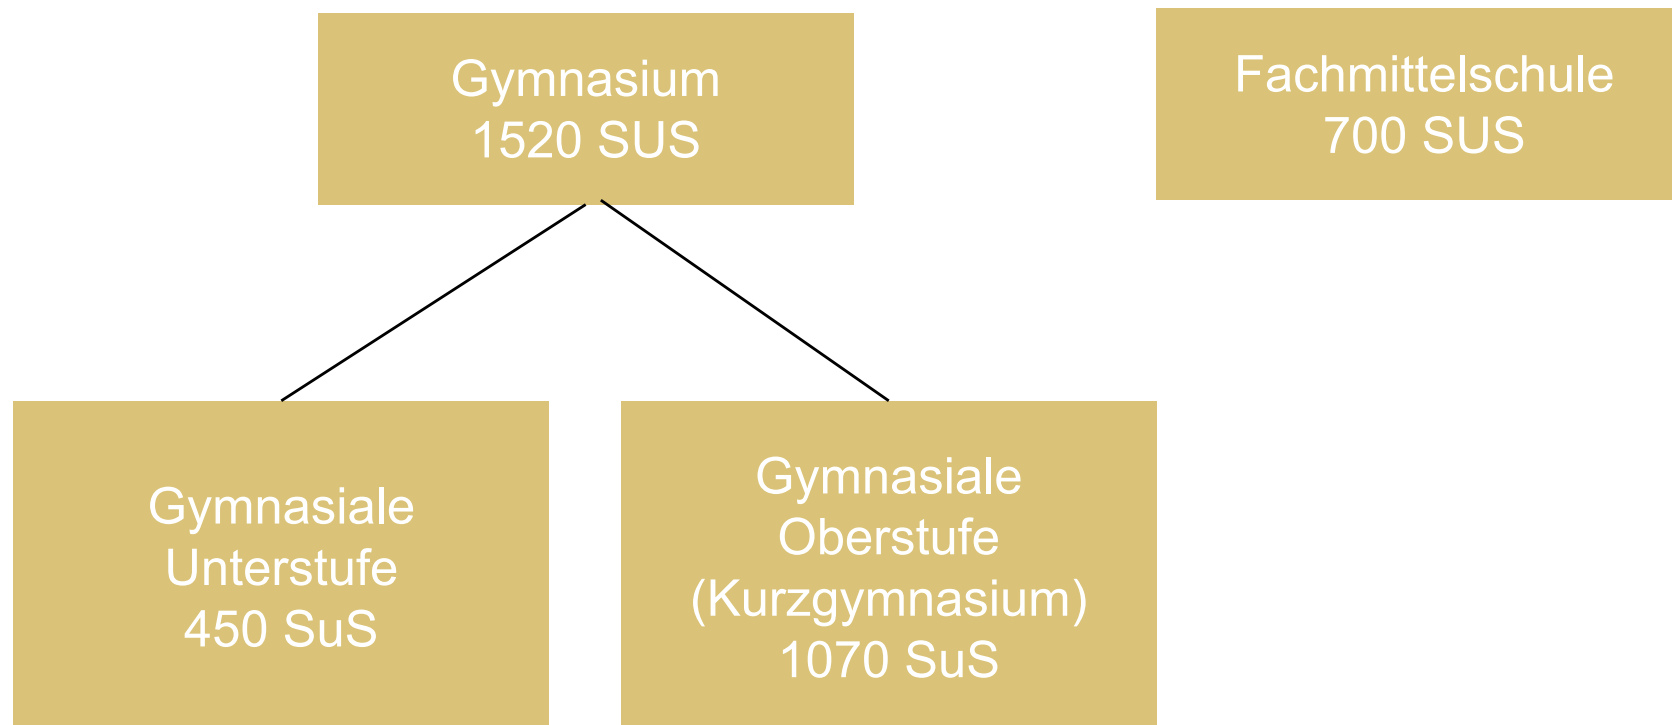 Gymnasium
1520 SUS
Fachmittelschule
700 SUS
Gymnasiale
Unterstufe
450 SuS
Gymnasiale
Oberstufe
(Kurzgymnasium)
1070 SuS